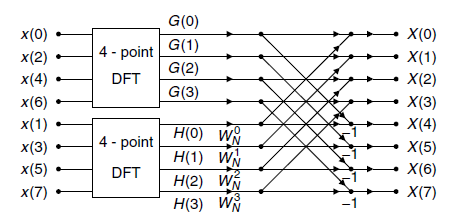 G(0)
x(0) X(0)
G(1)
x(2) 4 - point X(1)
G(2)
x(4) DFT X(2)
G(3)
x(6) X(3)
x(1) X(4)
H(0) W_N^0 -1
x(3) 4 - point X(5)
H(1) W_N^1 -1
x(5) DFT X(6)
H(2) W_N^2 -1
x(7) X(7)
H(3) W_N^3 -1